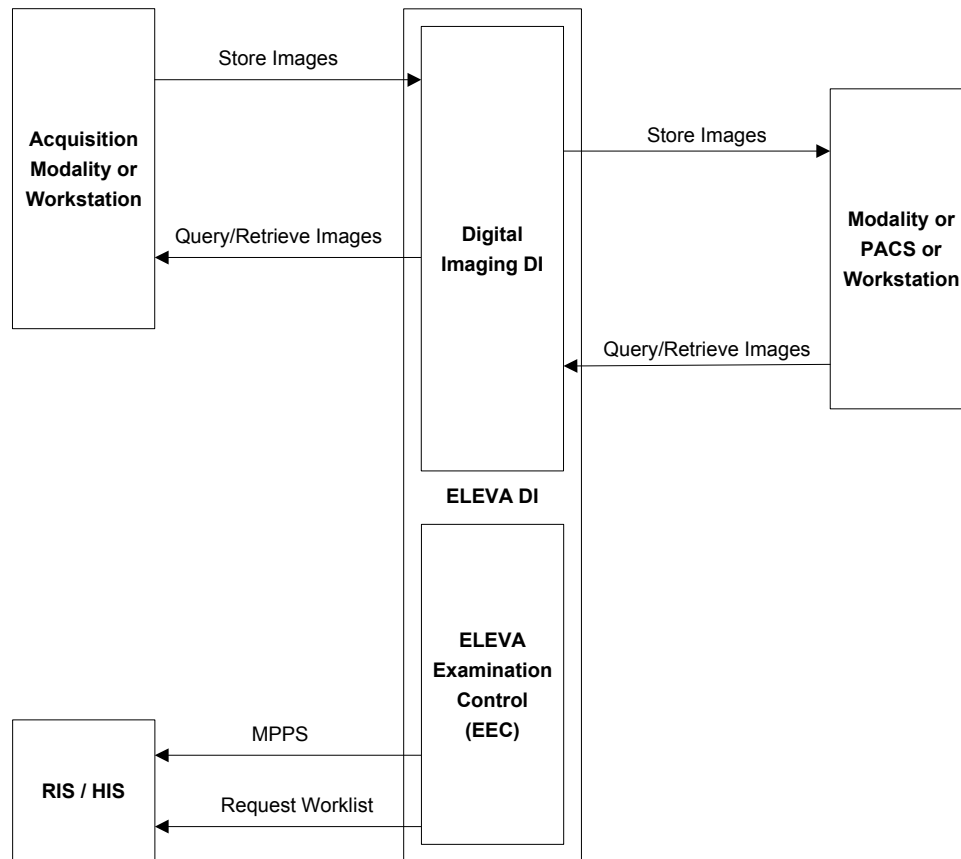 Store Images
Acquisition
Modality or
Workstation
Query/Retrieve Images
Digital
Imaging DI
Store Images
Modality or
PACS or
Workstation
Query/Retrieve Images
ELEVA DI
ELEVA
Examination
Control
(EEC)
MPPS
RIS / HIS
Request Worklist